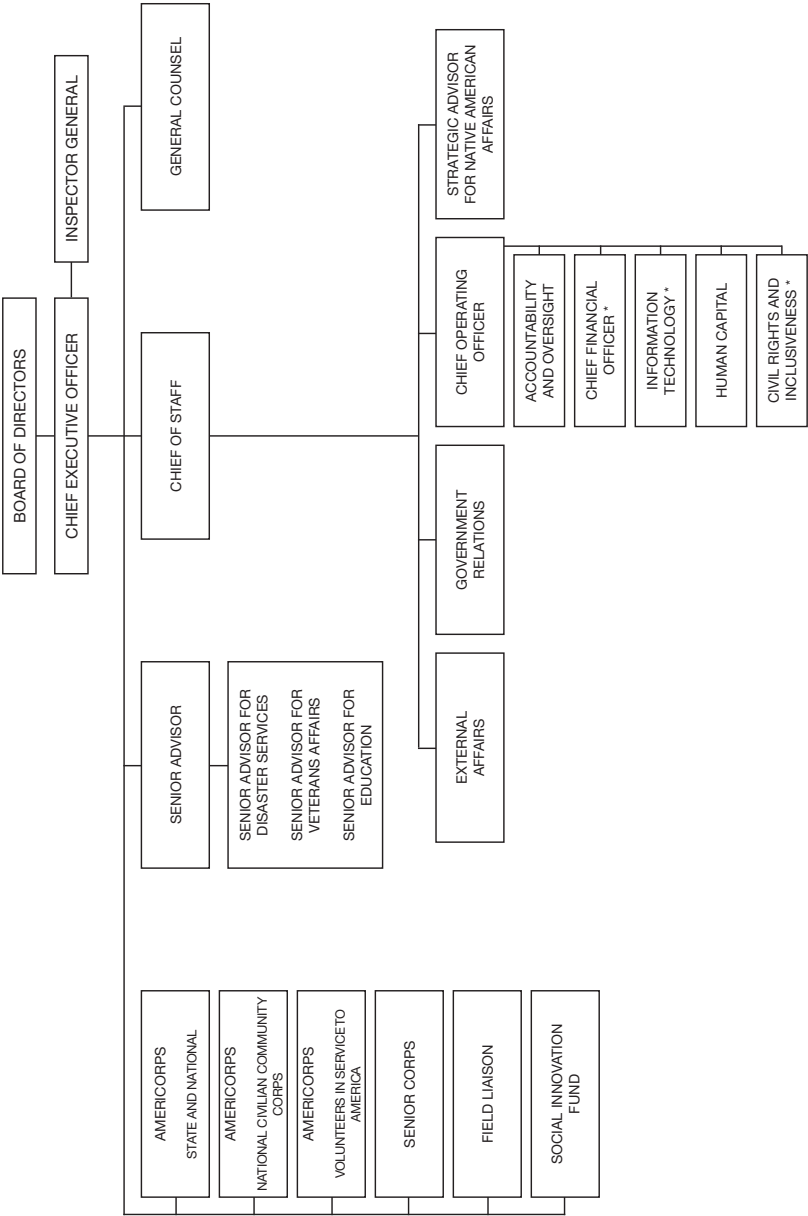 BOARD OF DIRECTORS
CHIEF EXECUTIVE OFFICER
INSPECTOR GENERAL
AMERICORPS
STATE AND NATIONAL
AMERICORPS
NATIONAL CIVILIAN COMMUNITY
CORPS
AMERICORPS
VOLUNTEERS IN SERVICE TO
AMERICA
SENIOR CORPS
FIELD LIAISON
SOCIAL INNOVATION
FUND
SENIOR ADVISOR
SENIOR ADVISOR FOR
DISASTER SERVICES
SENIOR ADVISOR FOR
VETERANS AFFAIRS
SENIOR ADVISOR FOR
EDUCATION
CHIEF OF STAFF
GENERAL COUNSEL
EXTERNAL
AFFAIRS
GOVERNMENT
RELATIONS
CHIEF OPERATING
OFFICER
ACCOUNTABILITY
AND OVERSIGHT
CHIEF FINANCIAL
OFFICER *
INFORMATION
TECHNOLOGY *
HUMAN CAPITAL
CIVIL RIGHTS AND
INCLUSIVENESS *
STRATEGIC ADVISOR
FOR NATIVE AMERICAN
AFFAIRS